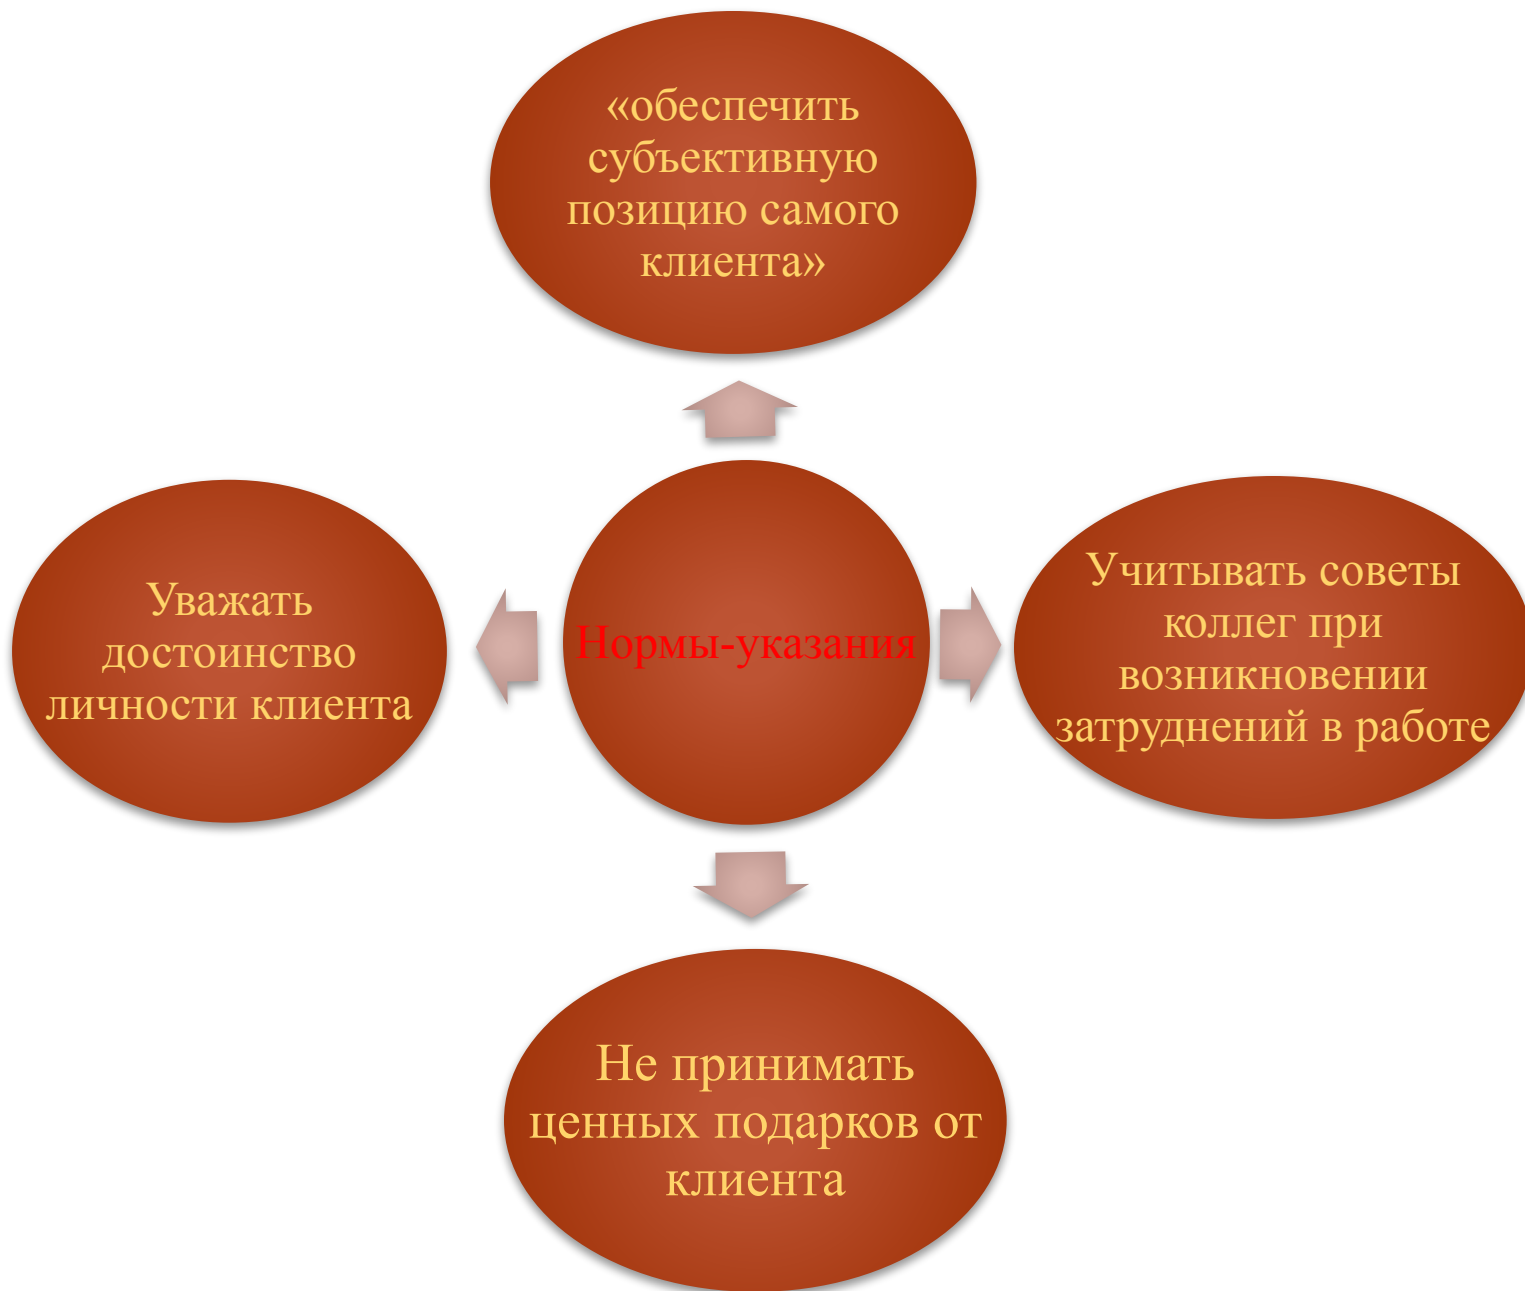 «обеспечить
субъективную
позицию самого
клиента»
Уважать
достоинство
личности клиента
Нормы-указания
Учитывать советы
коллег при
возникновении
затруднений в работе
Не принимать
ценных подарков от
клиента